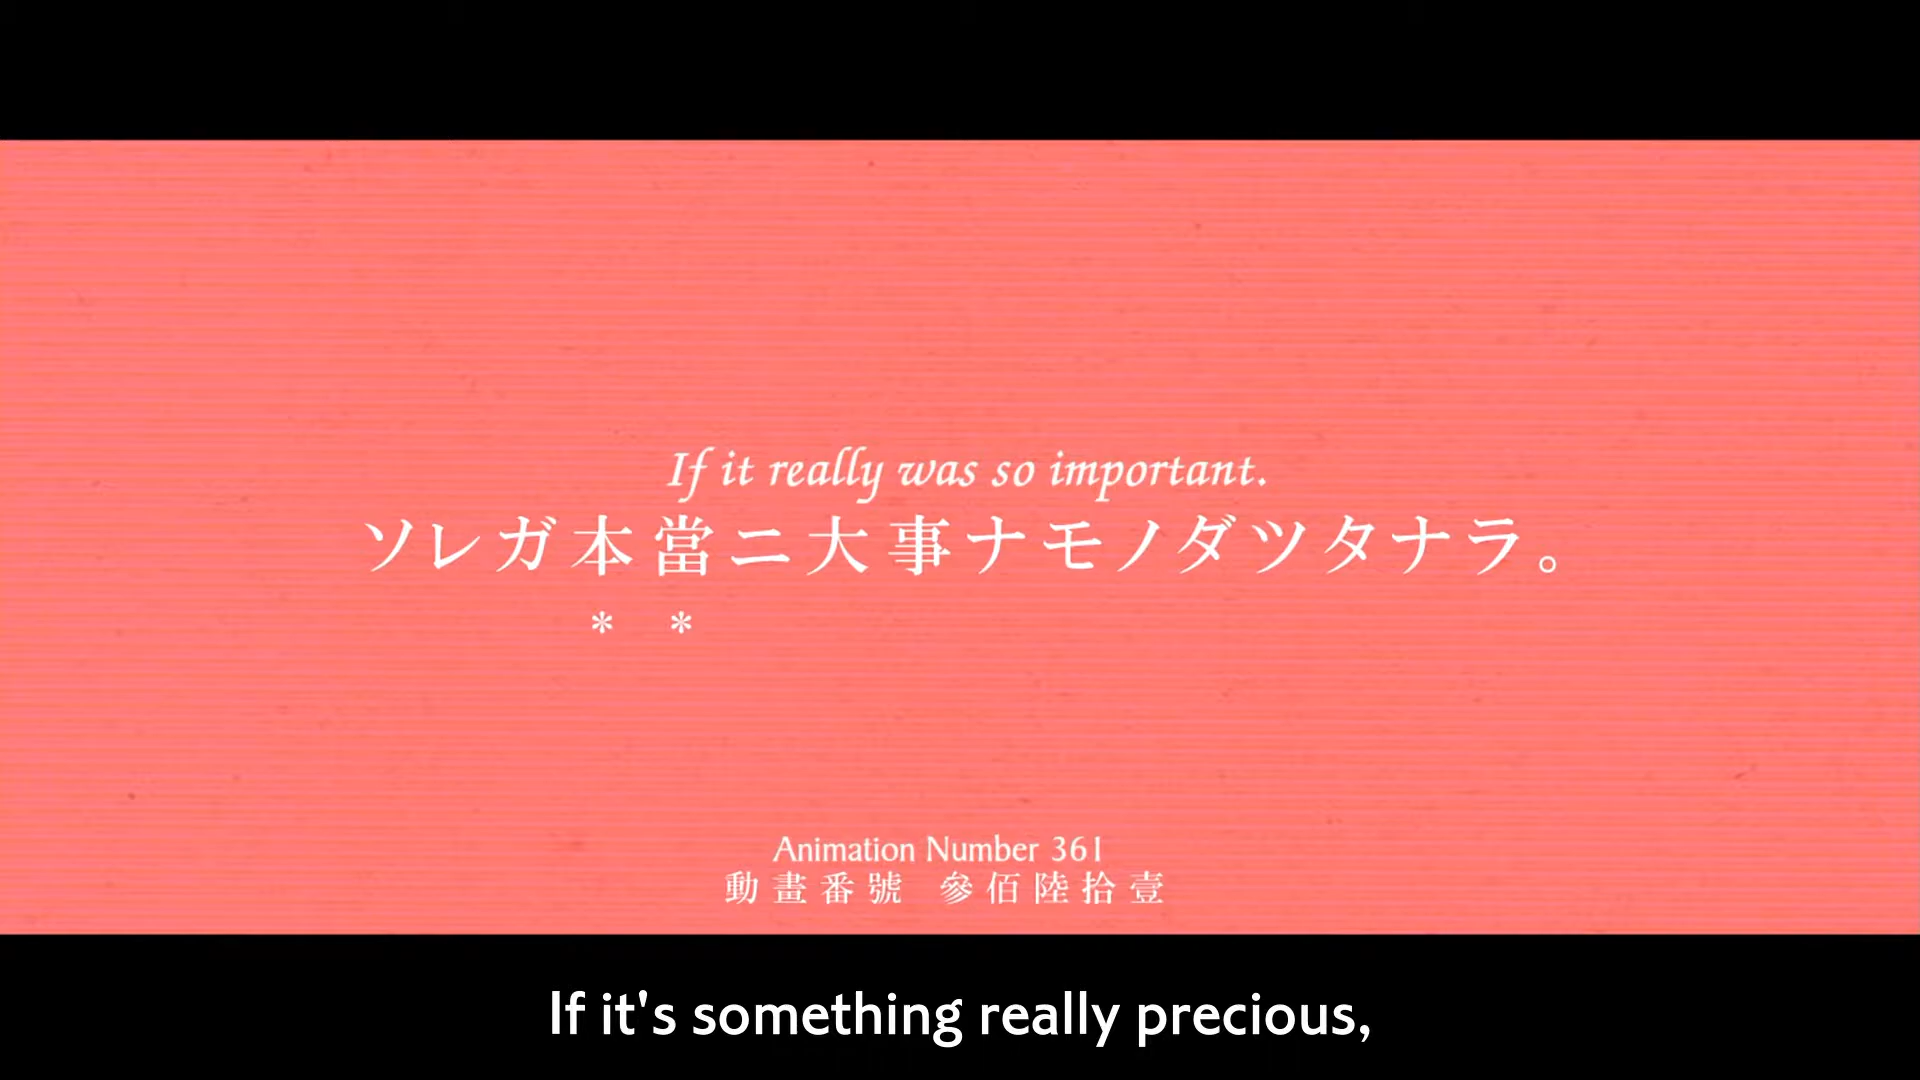 If it really was so important.
ソレガ本當ニ大事ナモノダツタナラ。
* *
Animation Number 361
動畫番號 參佰陸拾壹
If it's something really precious,